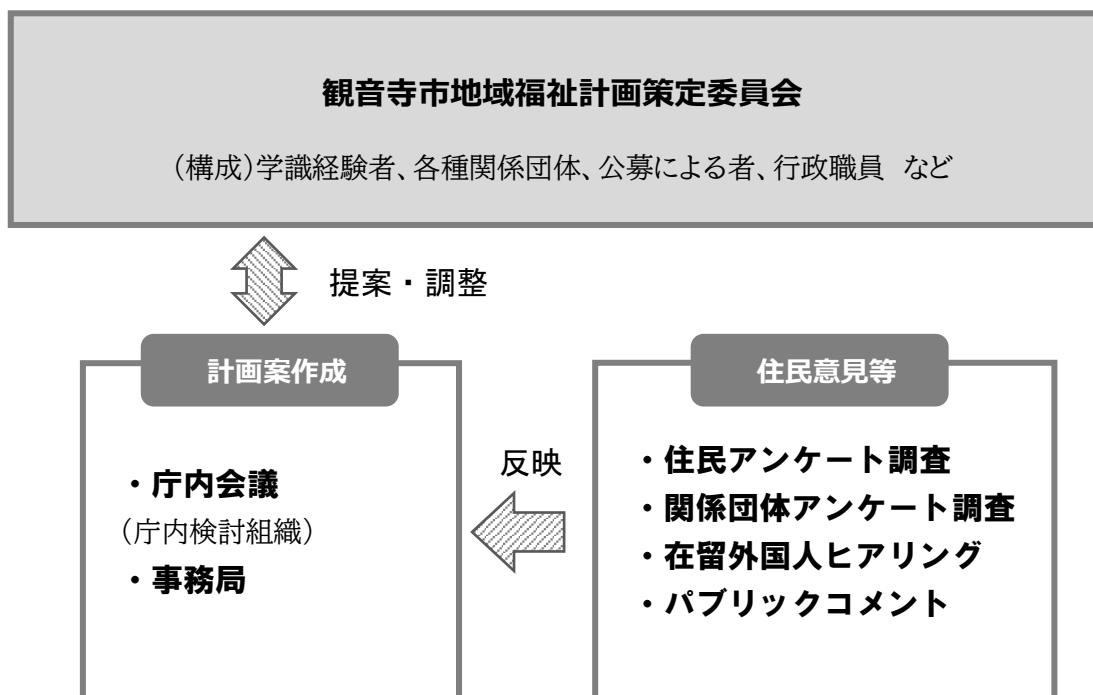 観音寺市地域福祉計画策定委員会
（構成）学識経験者、各種関係団体、公募による者、行政職員　など
提案・調整
計画案作成
・庁内会議
（庁内検討組織）
・事務局
反映
住民意見等
・住民アンケート調査
・関係団体アンケート調査
・在留外国人ヒアリング
・パブリックコメント